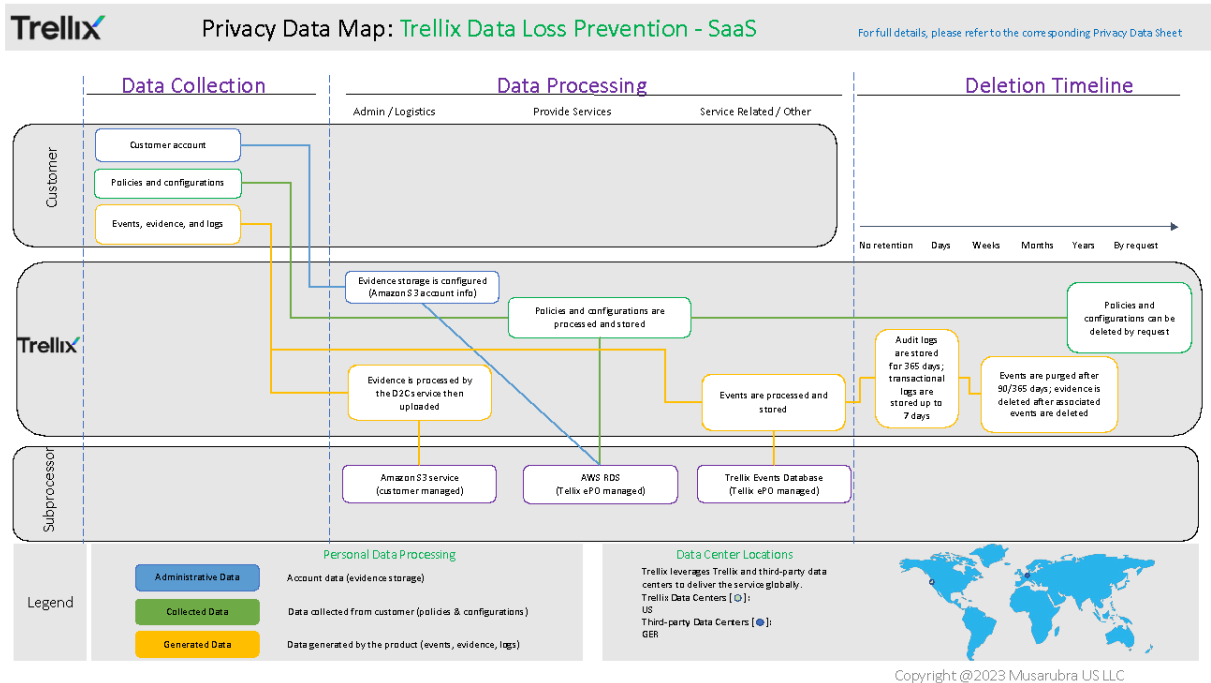 Trellix
Privacy Data Map: Trellix Data Loss Prevention - SaaS
For full details, please refer to the corresponding Privacy Data Sheet
Data Collection
Data Processing
Deletion Timeline
Admin / Logistics
Provide Services
Service Related / Other
Customer
Customer account
Policies and configurations
Events, evidence, and logs
No retention
Days
Weeks
Months
Years
By request
Trellix
Evidence storage is configured
(Amazon S3 account info)
Policies and configurations are
processed and stored
Policies and
configurations can be
deleted by request
Evidence is processed by
the D2C service then
uploaded
Events are processed and
stored
Audit logs
are stored
for 365 days;
transactional
logs are
stored up to
7 days
Events are purged after
90/365 days; evidence is
deleted after associated
events are deleted
Subprocessor
Amazon S3 service
(customer managed)
AWS RDS
(Tellix ePO managed)
Trellix Events Database
(Tellix ePO managed)
Legend
Personal Data Processing
Administrative Data
Account data (evidence storage)
Collected Data
Data collected from customer (policies & configurations)
Generated Data
Data generated by the product (events, evidence, logs)
Data Center Locations
Trellix leverages Trellix and third-party data
centers to deliver the service globally.
Trellix Data Centers [ ]:
US
Third-party Data Centers [ ]:
GER
Copyright @2023 Musarubra US LLC